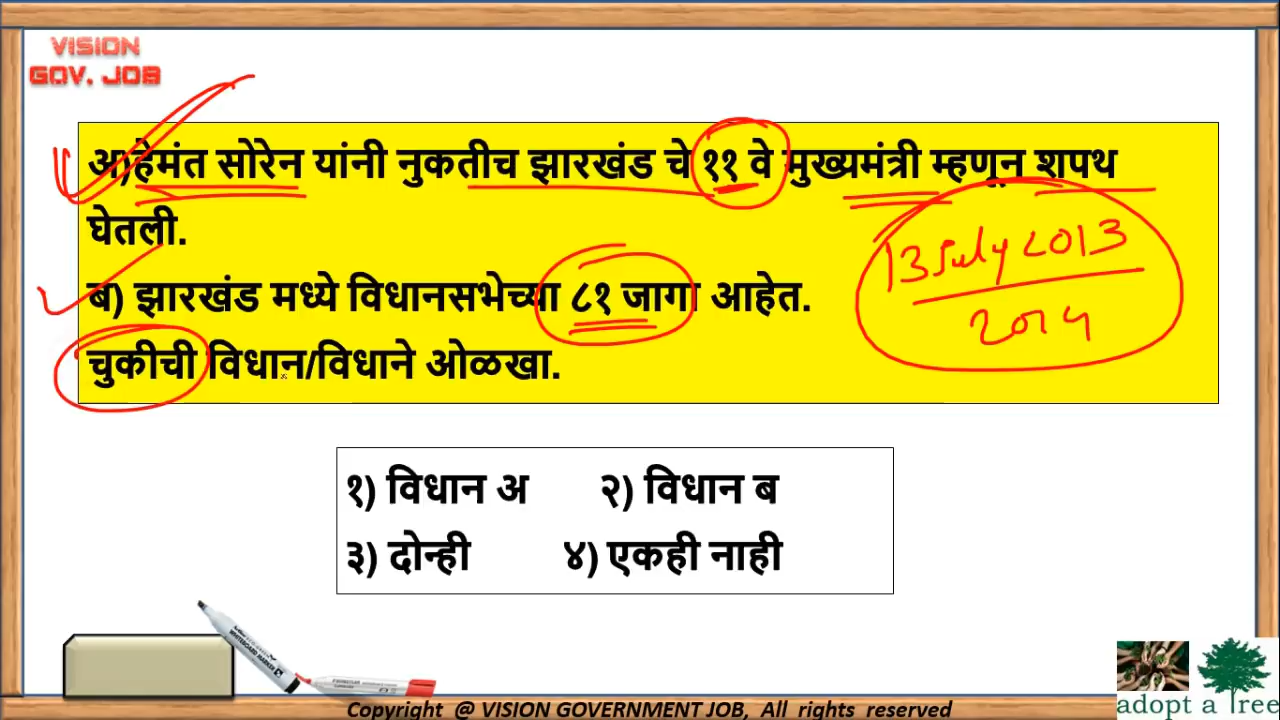 VISION
GOV. JOB
अ)हेमंत सोरेन यांनी नुकतीच झारखंड चे ११ वे मुख्यमंत्री म्हणून शपथ
घेतली.
13 July 2013
ब) झारखंड मध्ये विधानसभेच्या ८१ जागा आहेत.
2014
चुकीची विधान/विधाने ओळखा.
१) विधान अ २) विधान ब
३) दोन्ही ४) एकही नाही
adopt a Tree
Copyright @ VISION GOVERNMENT JOB, All rights reserved